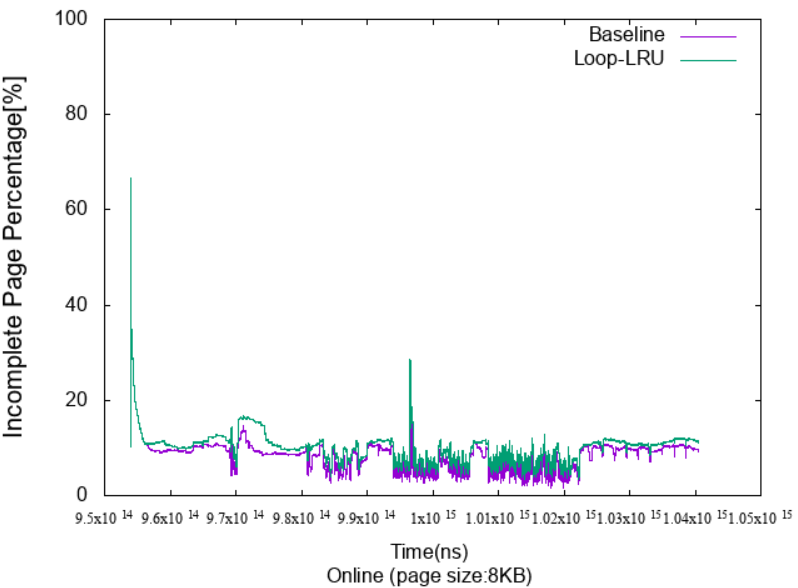 Incomplete Page Percentage[%]
100
80
60
40
20
0
Baseline
Loop-LRU
9.5x10 14 9.6x10 14 9.7x10 14 9.8x10 14 9.9x10 14 1x10 15 1.01x10 15 1.02x10 15 1.03x10 15 1.04x10 15 1.05x10 15
Time(ns)
Online (page size:8KB)